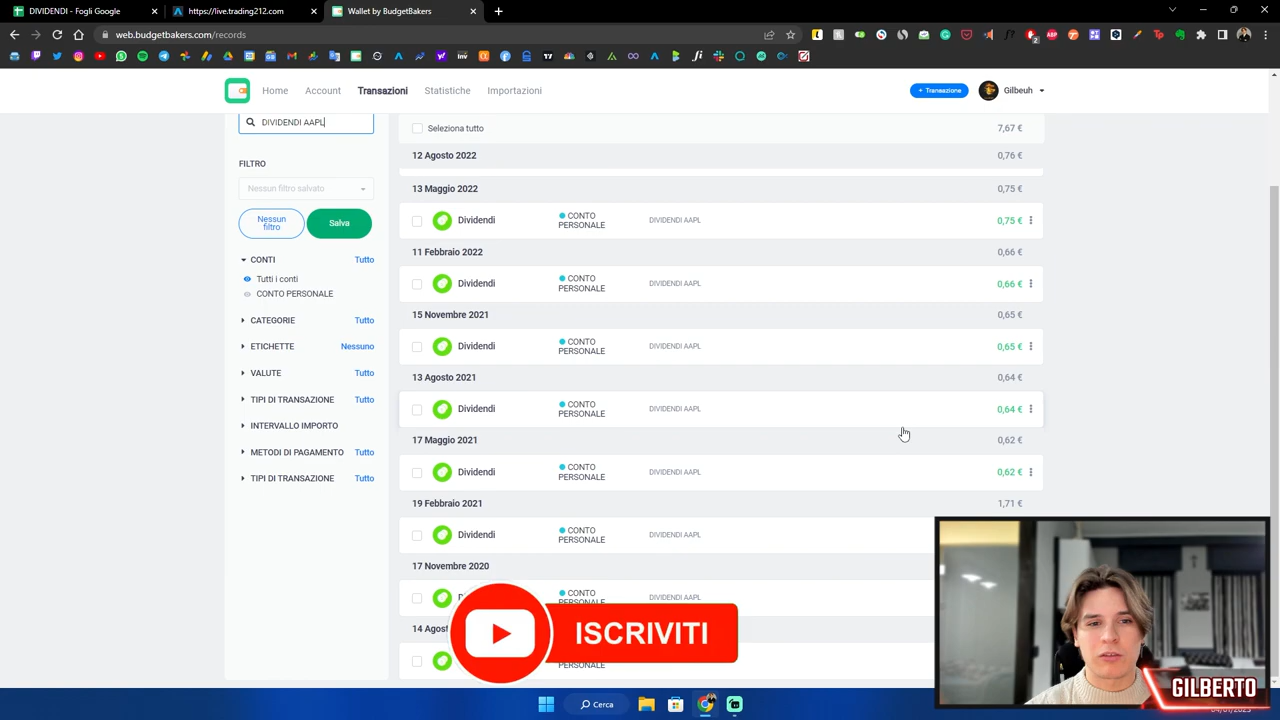 DIVIDENDI - Fogli Google
https://live.trading212.com
Wallet by BudgetBakers
web.budgetbakers.com/records
Home
Account
Transazioni
Statistiche
Importazioni
+ Transazione
Gilbeuh
DIVIDENDI AAPL
FILTRO
Nessun filtro salvato
Nessun
filtro
Salva
CONTI
Tutto
Tutti i conti
CONTO PERSONALE
CATEGORIE
Tutto
ETICHETTE
Nessuno
VALUTE
Tutto
TIPI DI TRANSAZIONE
Tutto
INTERVALLO IMPORTO
METODI DI PAGAMENTO
Tutto
TIPI DI TRANSAZIONE
Tutto
Seleziona tutto
7,67 €
12 Agosto 2022
0,76 €
13 Maggio 2022
0,75 €
Dividendi
CONTO
PERSONALE
DIVIDENDI AAPL
0,75 €
11 Febbraio 2022
0,66 €
Dividendi
CONTO
PERSONALE
DIVIDENDI AAPL
0,66 €
15 Novembre 2021
0,65 €
Dividendi
CONTO
PERSONALE
DIVIDENDI AAPL
0,65 €
13 Agosto 2021
0,64 €
Dividendi
CONTO
PERSONALE
DIVIDENDI AAPL
0,64 €
17 Maggio 2021
0,62 €
Dividendi
CONTO
PERSONALE
DIVIDENDI AAPL
0,62 €
19 Febbraio 2021
1,71 €
Dividendi
CONTO
PERSONALE
DIVIDENDI AAPL
17 Novembre 2020
CONTO
DIVIDENDI AAPL
14
PERSONALE
ISCRIVITI
GILBERTO
Cerca